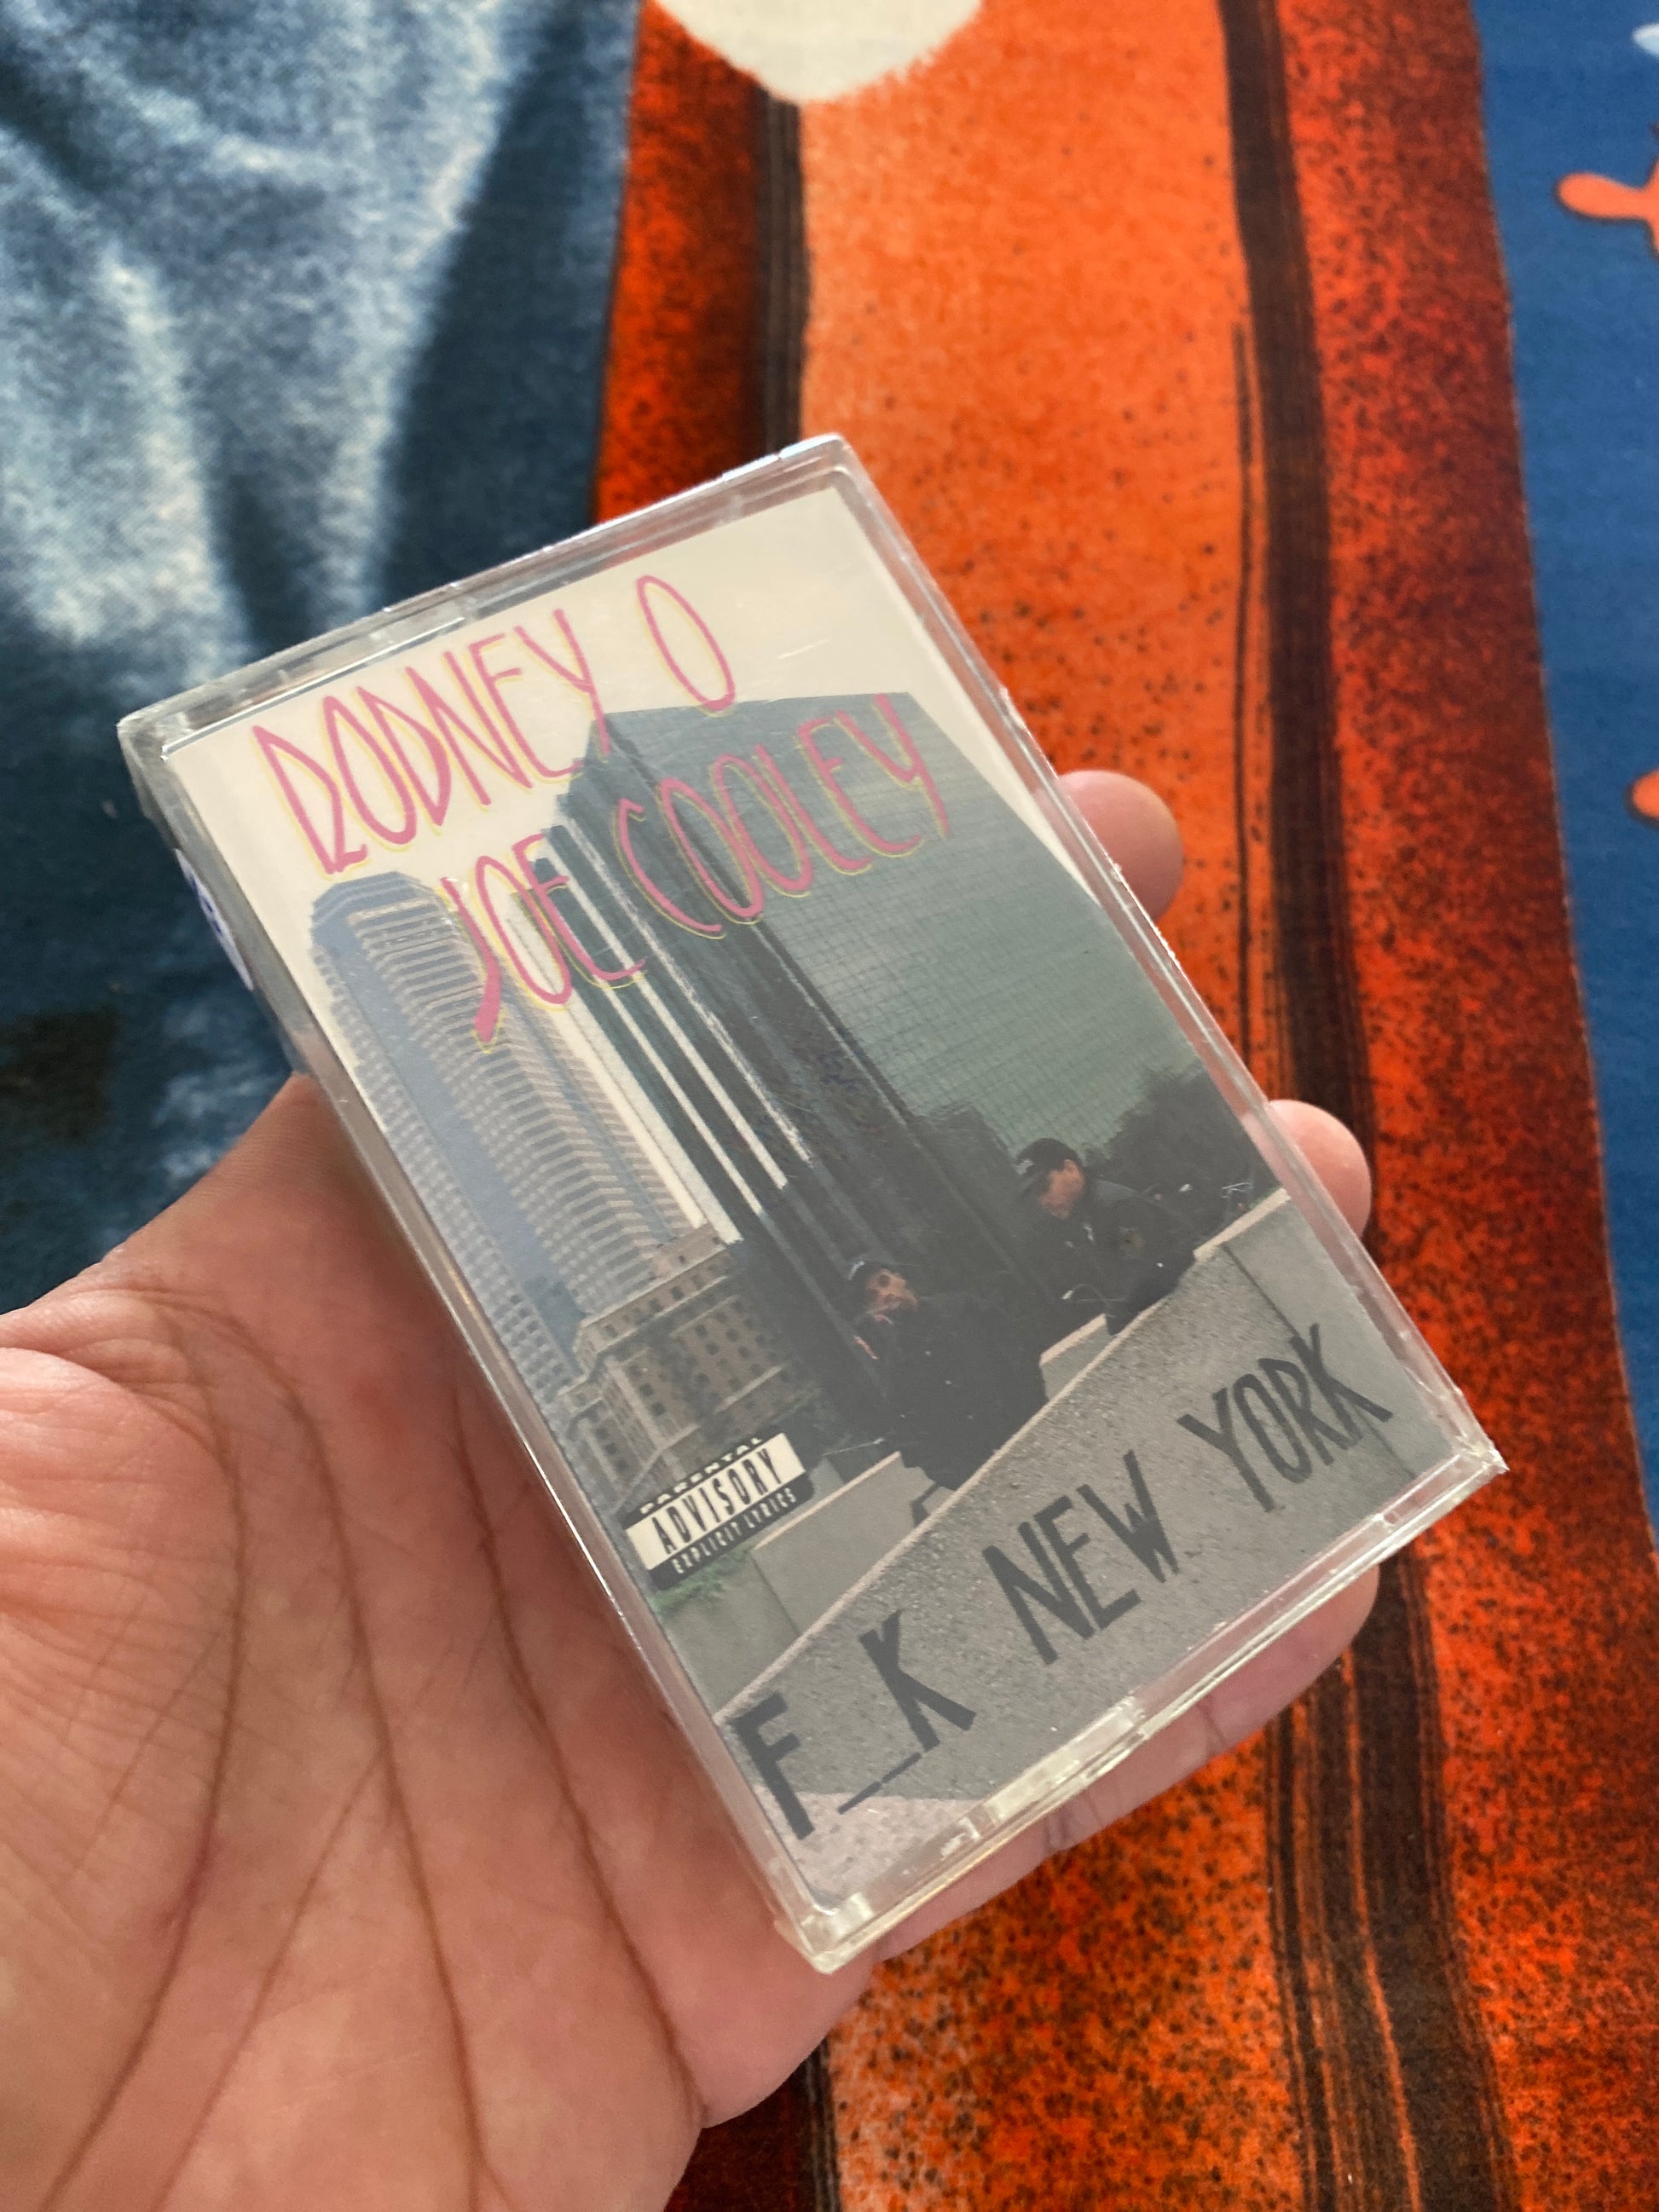 RODNEY O
JOE COOLEY
PARENTAL
ADVISORY
EXPLICIT LYRICS
F_K NEW YORK